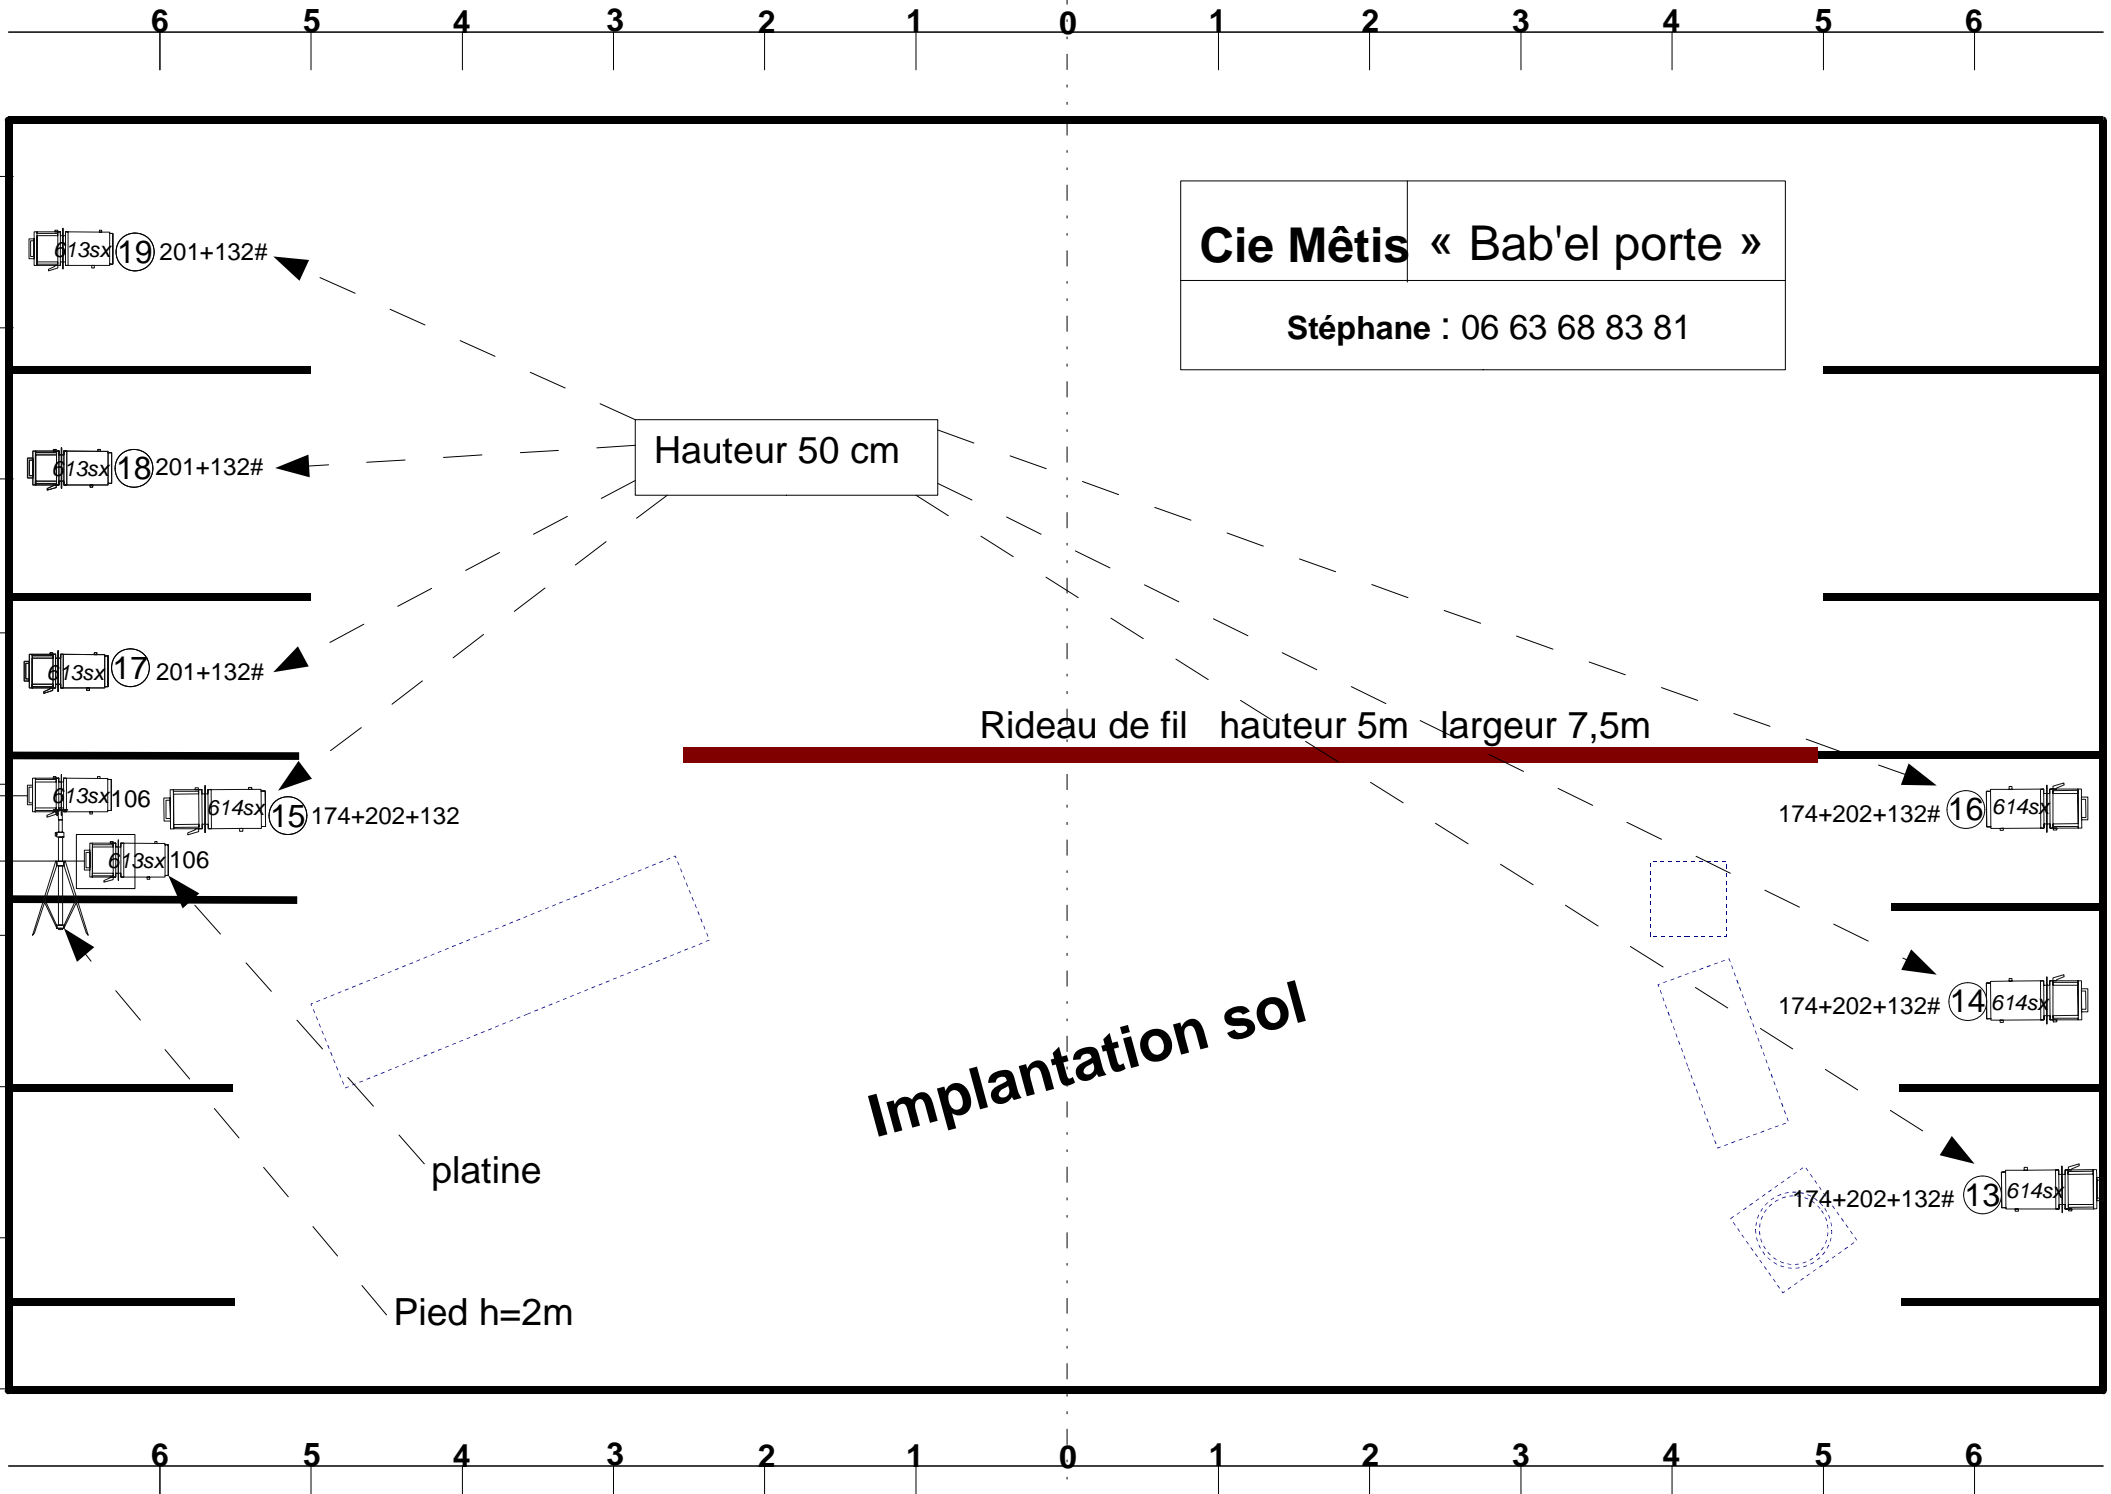 6 5 4 3 2 1 0 1 2 3 4 5 6
Cie Mêtis « Bab'el porte »
Stéphane : 06 63 68 83 81
613sx 19 201+132#
Hauteur 50 cm
613sx 18 201+132#
613sx 17 201+132#
Rideau de fil hauteur 5m largeur 7,5m
613sx 106
614sx 15 174+202+132
174+202+132# 16 614sx
613sx 106
174+202+132# 14 614sx
Implantation sol
platine
174+202+132# 13 614sx
Pied h=2m
6 5 4 3 2 1 0 1 2 3 4 5 6